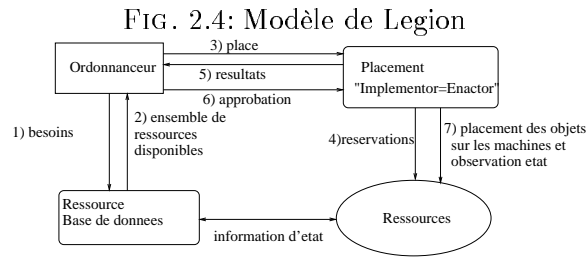 FIG. 2.4: Modèle de Legion
3) place
Ordonnanceur
5) resultats
6) approbation
Placement
"Implementor=Enactor"
1) besoins
2) ensemble de
ressources
disponibles
4)reservations
7) placement des objets
sur les machines et
observation etat
Ressource
Base de donnees
information d'etat
Ressources